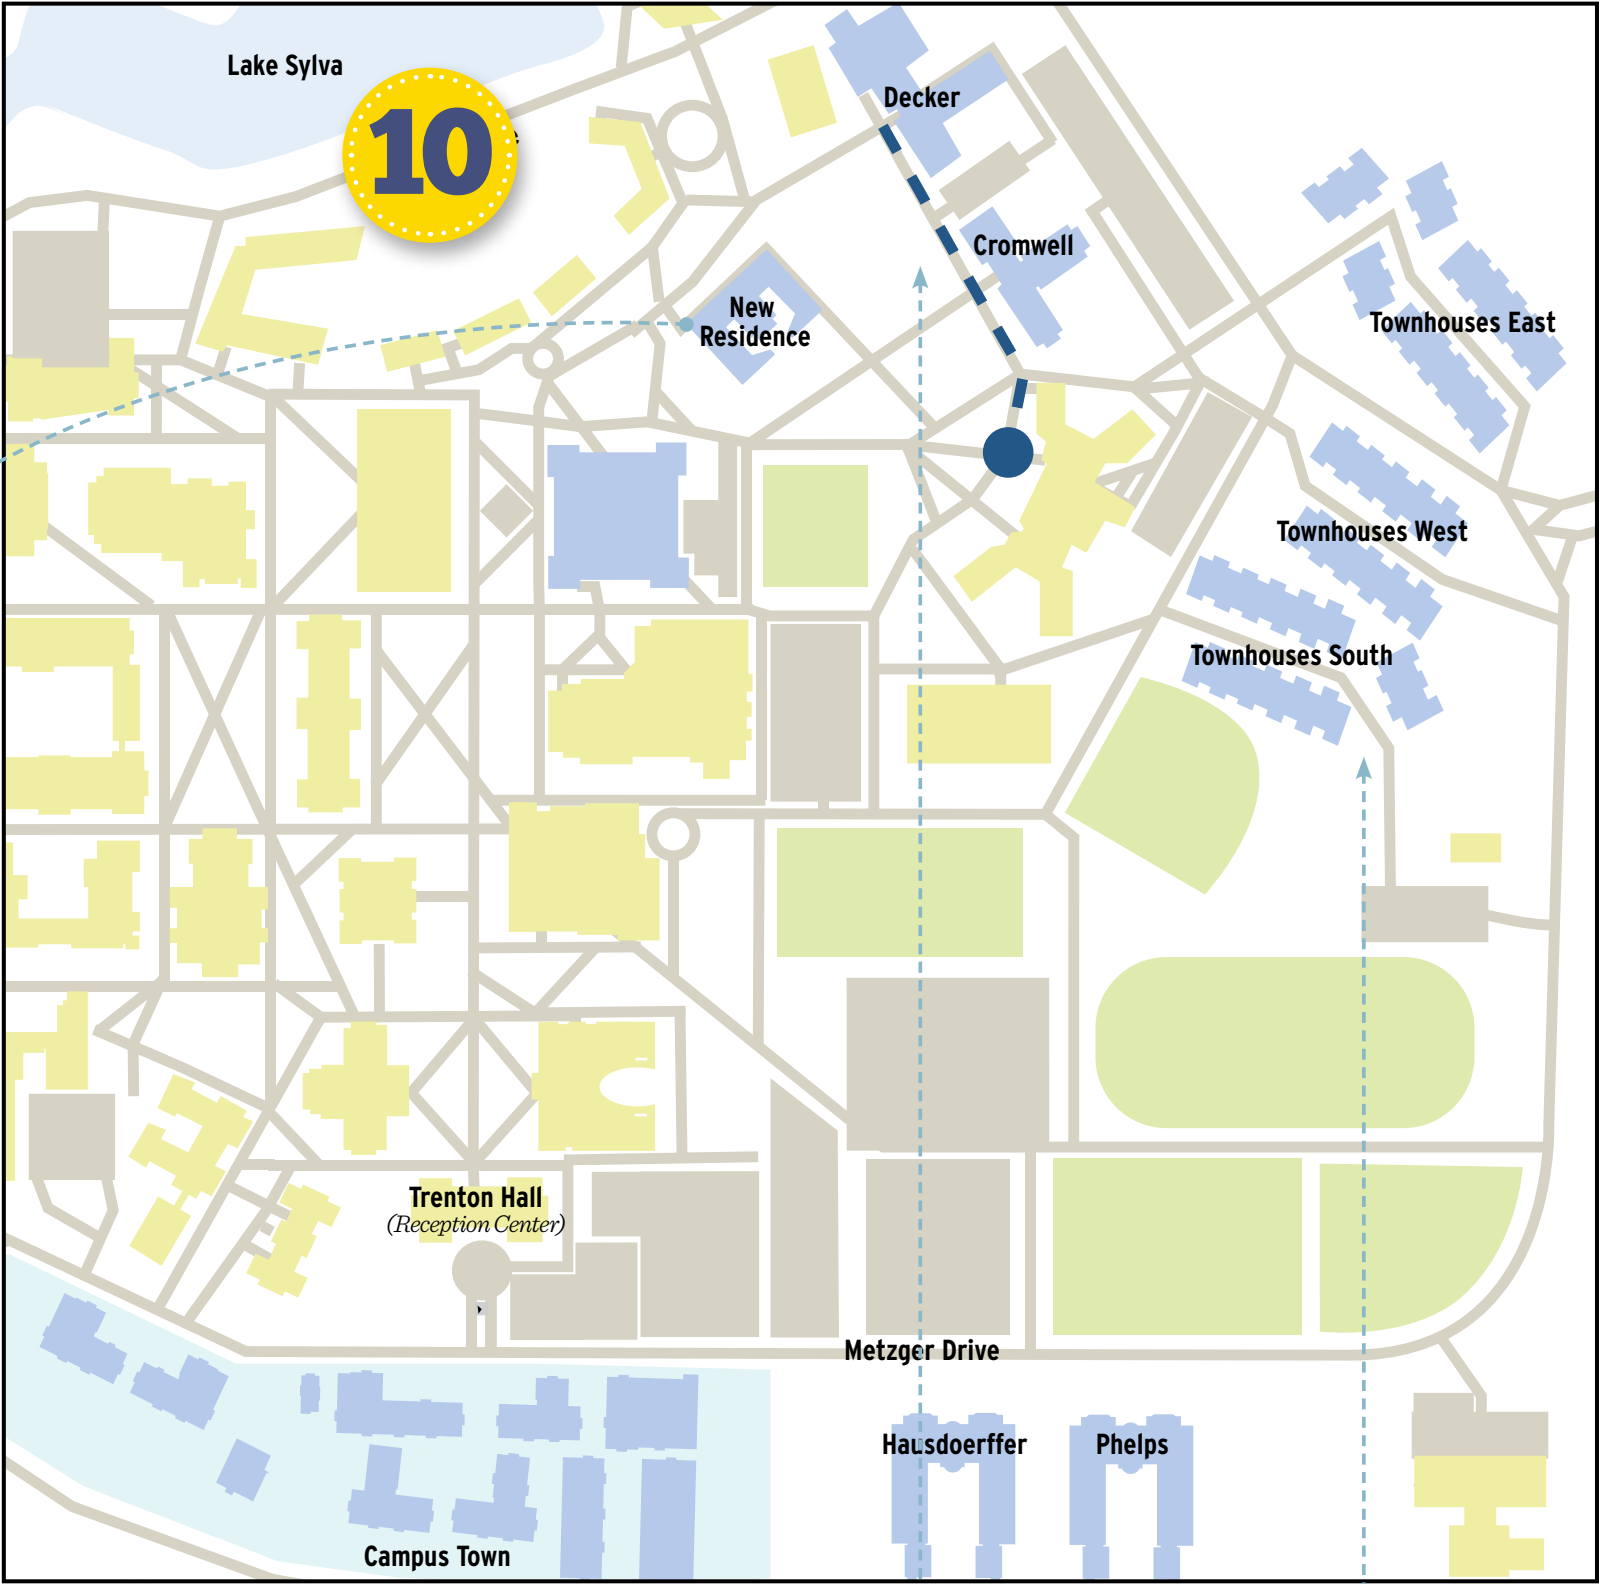 Lake Sylva
10
Decker
Cromwell
New
Residence
Townhouses East
Townhouses West
Townhouses South
Trenton Hall
(Reception Center)
Metzger Drive
Hausdoerffer
Phelps
Campus Town